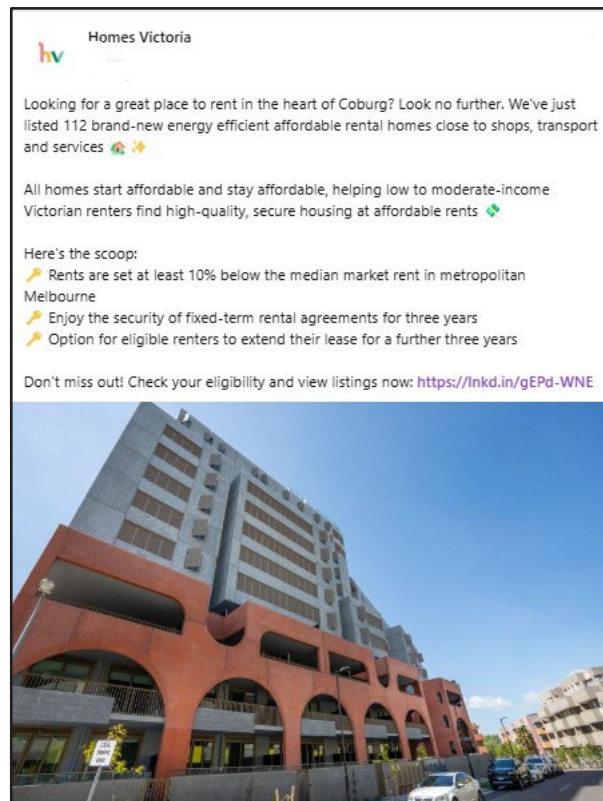 hv
Homes Victoria
Looking for a great place to rent in the heart of Coburg? Look no further. We've just
listed 112 brand-new energy efficient affordable rental homes close to shops, transport
and services 🏠 ✨
All homes start affordable and stay affordable, helping low to moderate-income
Victorian renters find high-quality, secure housing at affordable rents 💸
Here's the scoop:
🔑 Rents are set at least 10% below the median market rent in metropolitan
Melbourne
🔑 Enjoy the security of fixed-term rental agreements for three years
🔑 Option for eligible renters to extend their lease for a further three years
Don't miss out! Check your eligibility and view listings now: https://lnkd.in/gEPd-WNE
LOCAL
TRAFFIC
ONLY